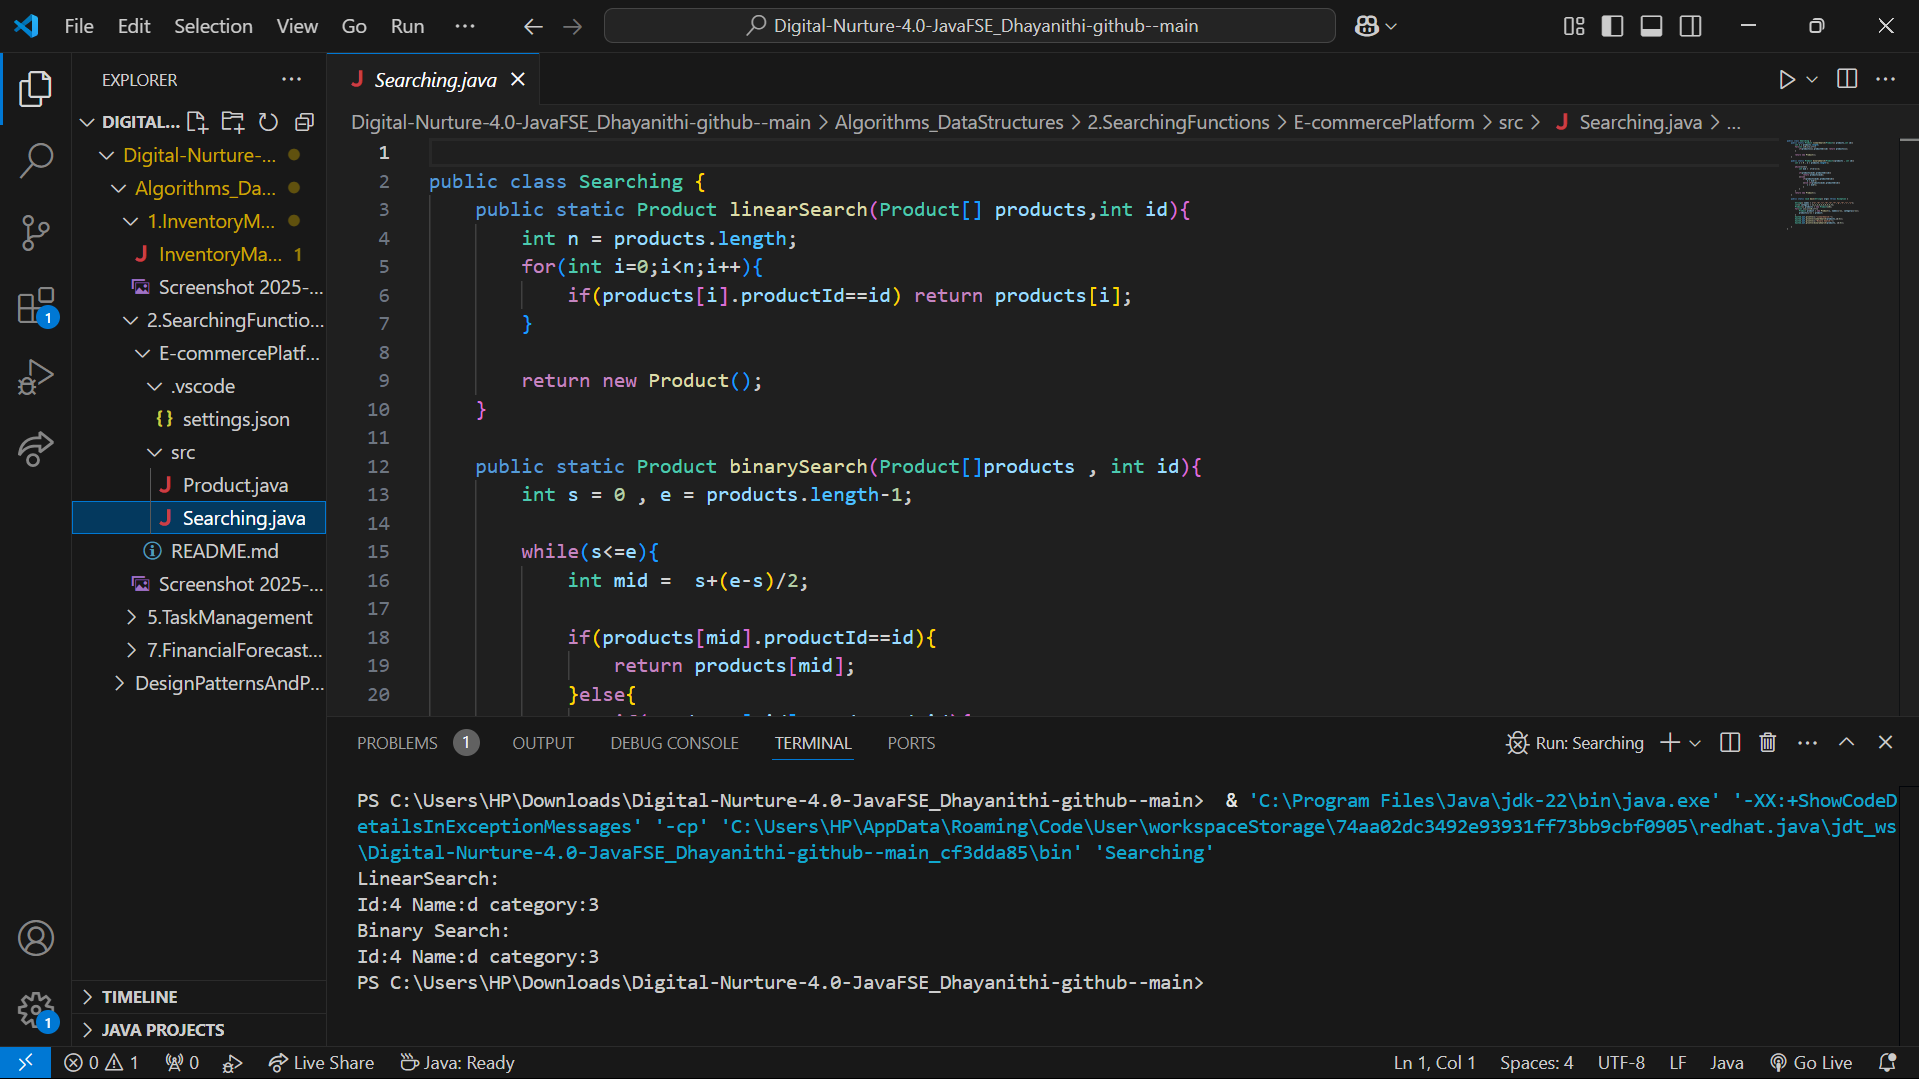 File Edit Selection View Go Run ··· Digital-Nurture-4.0-JavaFSE_Dhayanithi-github--main
EXPLORER
DIGITAL...
Digital-Nurture-...
Algorithms_Da...
1.InventoryM...
J InventoryMa... 1
Screenshot 2025-...
2.SearchingFunctio...
E-commercePlatf...
.vscode
{} settings.json
src
J Product.java
J Searching.java
README.md
Screenshot 2025-...
5.TaskManagement
7.FinancialForecast...
DesignPatternsAndP...
TIMELINE
JAVA PROJECTS
1
1
J Searching.java
Digital-Nurture-4.0-JavaFSE_Dhayanithi-github--main > Algorithms_DataStructures > 2.SearchingFunctions > E-commercePlatform > src > J Searching.java > ...
1
2 public class Searching {
3 public static Product linearSearch(Product[] products,int id){
4 int n = products.length;
5 for(int i=0;i<n;i++){
6 if(products[i].productId==id) return products[i];
7 }
8
9 return new Product();
10 }
11
12 public static Product binarySearch(Product[]products , int id){
13 int s = 0 , e = products.length-1;
14
15 while(s<=e){
16 int mid =  s+(e-s)/2;
17
18 if(products[mid].productId==id){
19 return products[mid];
20 }else{
PROBLEMS 1 OUTPUT DEBUG CONSOLE TERMINAL PORTS Run: Searching
PS C:\Users\HP\Downloads\Digital-Nurture-4.0-JavaFSE_Dhayanithi-github--main>  & 'C:\Program Files\Java\jdk-22\bin\java.exe' '-XX:+ShowCodeD
etailsInExceptionMessages' '-cp' 'C:\Users\HP\AppData\Roaming\Code\User\workspaceStorage\74aa02dc3492e93931ff73bb9cbf0905\redhat.java\jdt_ws
\Digital-Nurture-4.0-JavaFSE_Dhayanithi-github--main_cf3dda85\bin' 'Searching'
LinearSearch:
Id:4 Name:d category:3
Binary Search:
Id:4 Name:d category:3
PS C:\Users\HP\Downloads\Digital-Nurture-4.0-JavaFSE_Dhayanithi-github--main>
0 1 0 Live Share Java: Ready Ln 1, Col 1 Spaces: 4 UTF-8 LF Java Go Live